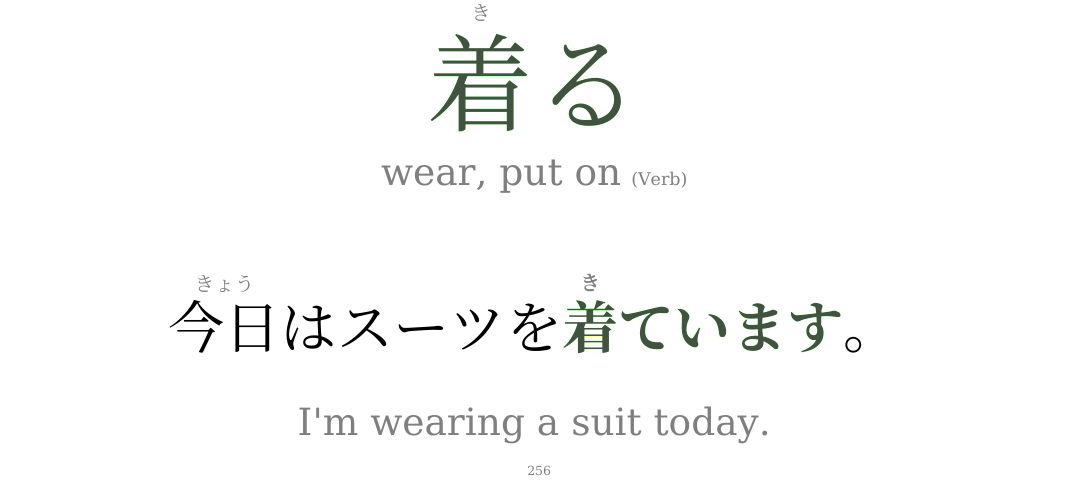 き
着る
wear, put on (Verb)
きょう き
今日はスーツを着ています。
I'm wearing a suit today.
256